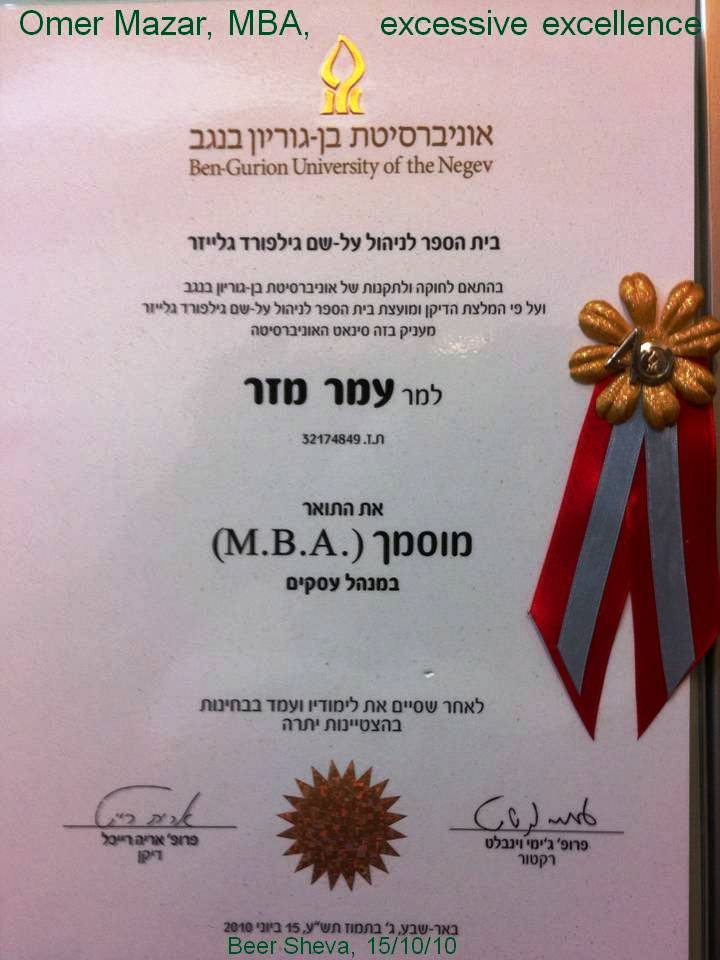 Omer Mazar, MBA, excessive excellence
אוניברסיטת בן-גוריון בנגב
Ben-Gurion University of the Negev
בית הספר לניהול על-שם גילפורד גלייזר
בהתאם לחוקה ולתקנות של אוניברסיטת בן-גוריון בנגב
ועל פי המלצת הדיקן ומועצת בית הספר לניהול על-שם גילפורד גלייזר
מעניק בזה סינאט האוניברסיטה
למר עמר מזר
ת.ז. 32174849
את התואר
מוסמך (M.B.A.)
במנהל עסקים
לאחר שסיים את לימודיו ועמד בבחינות
בהצטיינות יתרה
פרופ' אריה רייכל
דיקן
פרופ' ג'ימי וינבלט
רקטור
באר-שבע, ג' בתמוז תש"ע, 15 ביוני 2010
Beer Sheva, 15/10/10